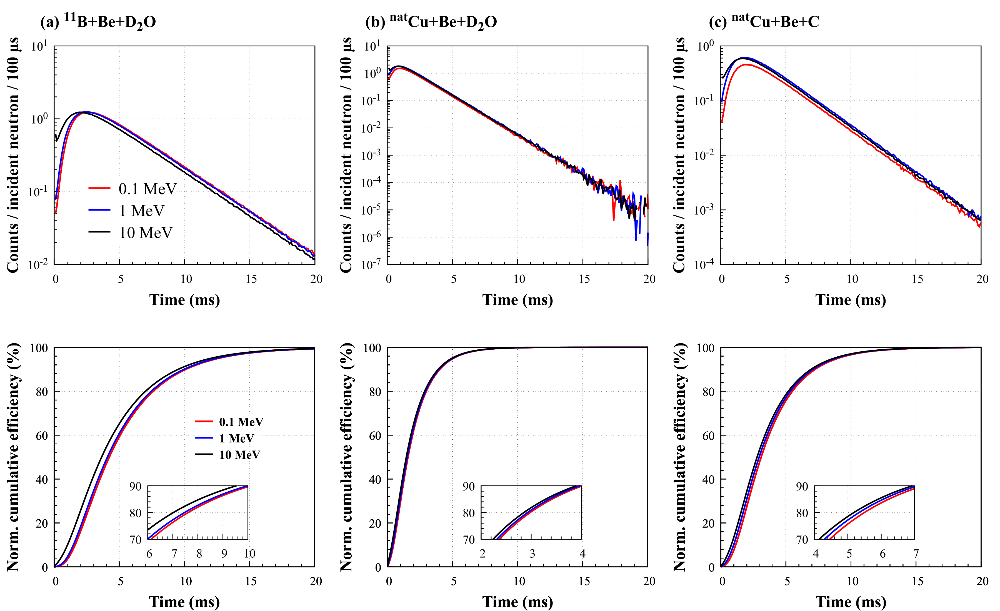 (a) ¹¹B+Be+D₂O
(b) ⁿᵃᵗCu+Be+D₂O
(c) ⁿᵃᵗCu+Be+C
Counts / incident neutron / 100 μs
10¹
10⁰
10⁻¹
10⁻²
0.1 MeV
1 MeV
10 MeV
0 5 10 15 20
Time (ms)
Counts / incident neutron / 100 μs
10¹
10⁰
10⁻¹
10⁻²
10⁻³
10⁻⁴
10⁻⁵
10⁻⁶
10⁻⁷
0 5 10 15 20
Time (ms)
Counts / incident neutron / 100 μs
10⁰
10⁻¹
10⁻²
10⁻³
10⁻⁴
0 5 10 15 20
Time (ms)
Norm. cumulative efficiency (%)
100
80
60
40
20
0
0.1 MeV
1 MeV
10 MeV
90
80
70
6 7 8 9 10
0 5 10 15 20
Time (ms)
Norm. cumulative efficiency (%)
100
80
60
40
20
0
90
80
70
2 3 4
0 5 10 15 20
Time (ms)
Norm. cumulative efficiency (%)
100
80
60
40
20
0
90
80
70
4 5 6 7
0 5 10 15 20
Time (ms)